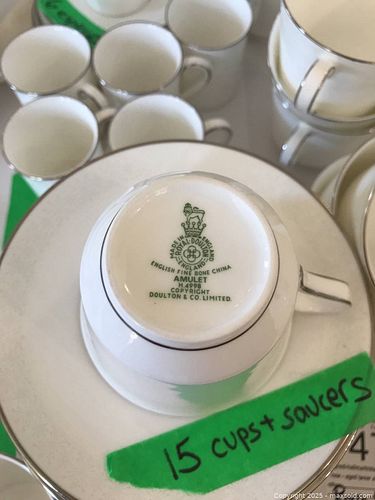 MADE IN ENGLAND
ROYAL DOULTON
ENGLAND
ENGLISH FINE BONE CHINA
AMULET
H.4998
COPYRIGHT
DOULTON & CO. LIMITED.
15 cups + saucers
Copyright 2025 - maxsold.com